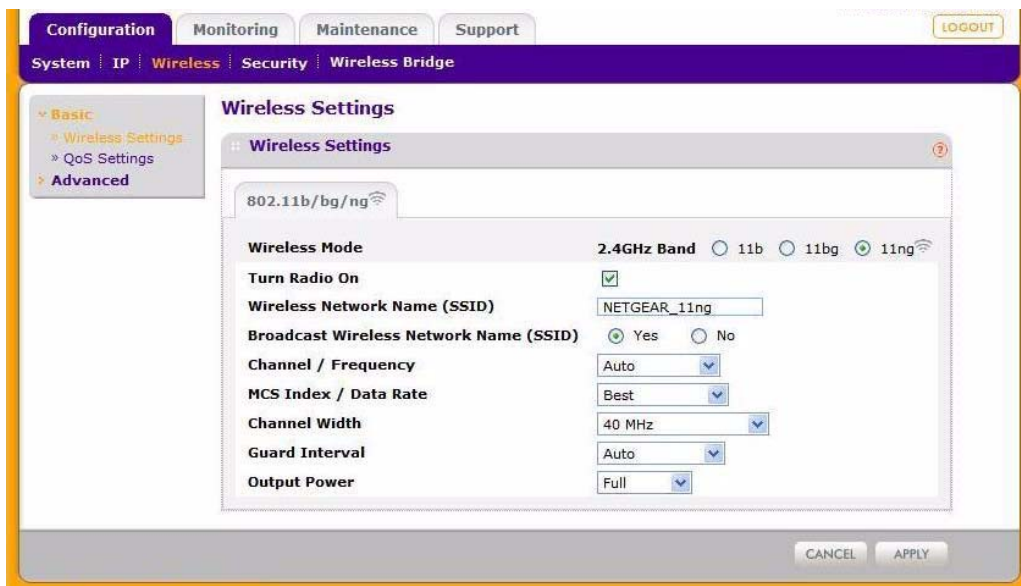 Configuration Monitoring Maintenance Support LOGOUT
System IP Wireless Security Wireless Bridge
Basic
» Wireless Settings
» QoS Settings
Advanced
Wireless Settings
Wireless Settings ?
802.11b/bg/ng
Wireless Mode 2.4GHz Band 11b 11bg 11ng
Turn Radio On
Wireless Network Name (SSID) NETGEAR_11ng
Broadcast Wireless Network Name (SSID) Yes No
Channel / Frequency Auto
MCS Index / Data Rate Best
Channel Width 40 MHz
Guard Interval Auto
Output Power Full
CANCEL APPLY